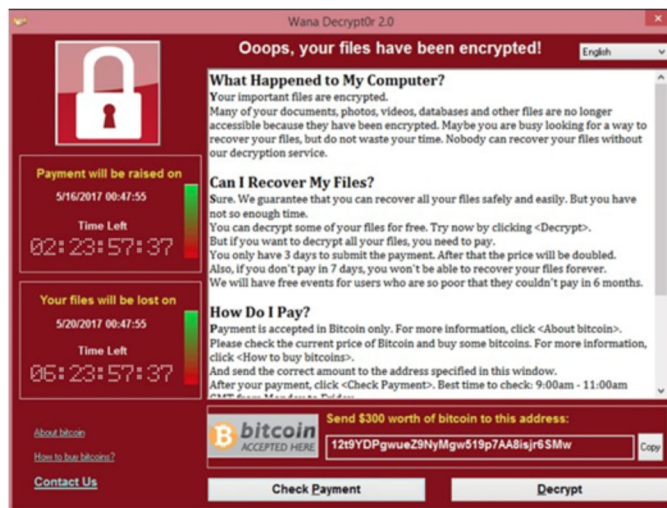 Wana Decrypt0r 2.0
Ooops, your files have been encrypted!
English
What Happened to My Computer?
Your important files are encrypted.
Many of your documents, photos, videos, databases and other files are no longer
accessible because they have been encrypted. Maybe you are busy looking for a way to
recover your files, but do not waste your time. Nobody can recover your files without
our decryption service.
Can I Recover My Files?
Sure. We guarantee that you can recover all your files safely and easily. But you have
not so enough time.
You can decrypt some of your files for free. Try now by clicking <Decrypt>.
But if you want to decrypt all your files, you need to pay.
You only have 3 days to submit the payment. After that the price will be doubled.
Also, if you don't pay in 7 days, you won't be able to recover your files forever.
We will have free events for users who are so poor that they couldn't pay in 6 months.
How Do I Pay?
Payment is accepted in Bitcoin only. For more information, click <About bitcoin>.
Please check the current price of Bitcoin and buy some bitcoins. For more information,
click <How to buy bitcoins>.
And send the correct amount to the address specified in this window.
After your payment, click <Check Payment>. Best time to check: 9:00am - 11:00am
GMT from Monday to Friday.
Payment will be raised on
5/16/2017 00:47:55
Time Left
02:23:57:37
Your files will be lost on
5/20/2017 00:47:55
Time Left
06:23:57:37
About bitcoin
How to buy bitcoins?
Contact Us
bitcoin
ACCEPTED HERE
Send $300 worth of bitcoin to this address:
12t9YDPgwueZ9NyMgw519p7AA8isjr6SMw
Copy
Check Payment
Decrypt